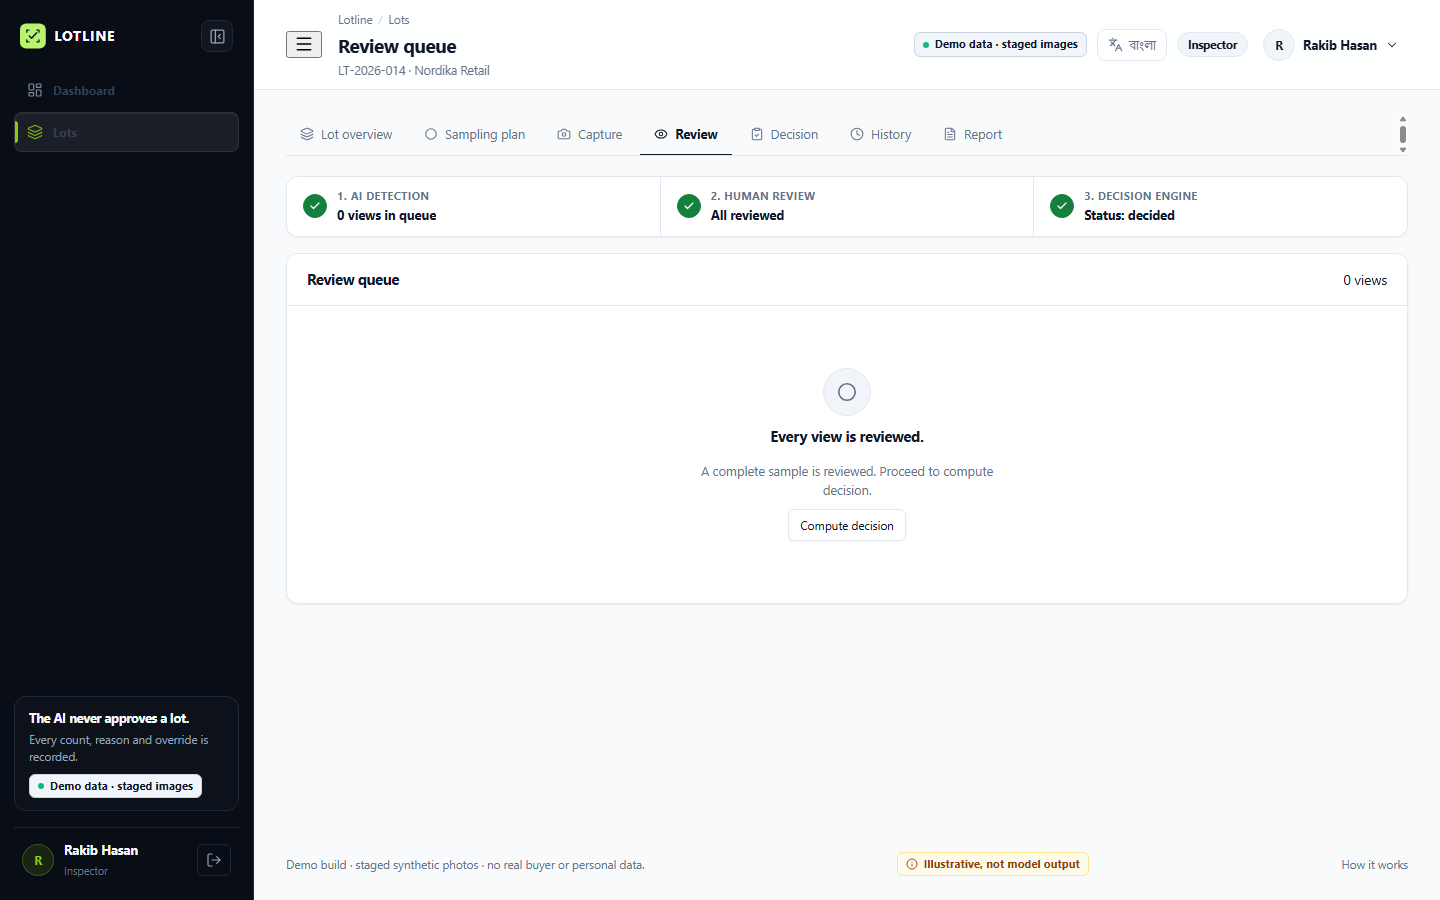 LOTLINE
Dashboard
Lots
The AI never approves a lot.
Every count, reason and override is
recorded.
Demo data · staged images
R
Rakib Hasan
Inspector
Lotline / Lots
Review queue
LT-2026-014 · Nordika Retail
Demo data · staged images
বাংলা
Inspector
R
Rakib Hasan
Lot overview
Sampling plan
Capture
Review
Decision
History
Report
1. AI DETECTION
0 views in queue
2. HUMAN REVIEW
All reviewed
3. DECISION ENGINE
Status: decided
Review queue
0 views
Every view is reviewed.
A complete sample is reviewed. Proceed to compute
decision.
Compute decision
Demo build · staged synthetic photos · no real buyer or personal data.
Illustrative, not model output
How it works